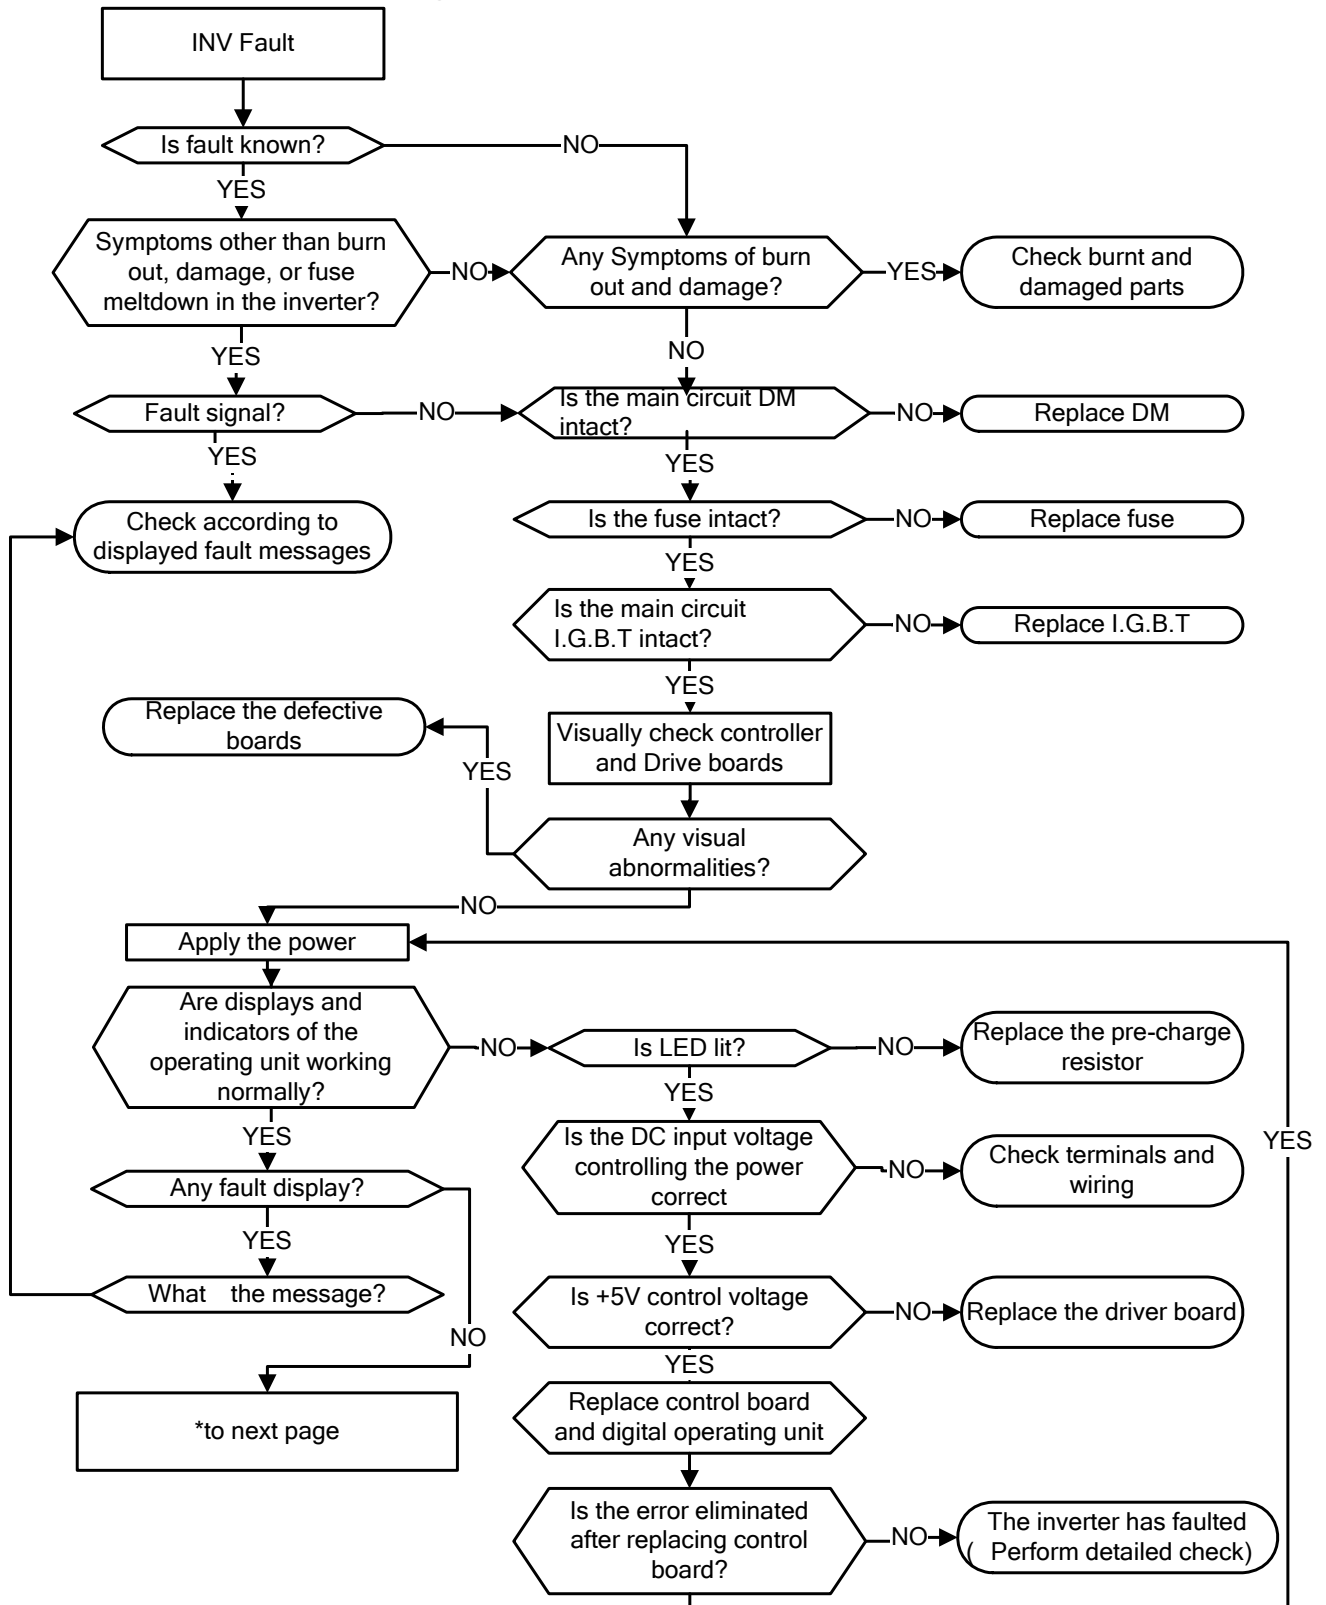 INV Fault
Is fault known?
NO
YES
Symptoms other than burn
out, damage, or fuse
meltdown in the inverter?
NO
Any Symptoms of burn
out and damage?
YES
Check burnt and
damaged parts
YES
NO
Fault signal?
NO
Is the main circuit DM
intact?
NO
Replace DM
YES
YES
Check according to
displayed fault messages
Is the fuse intact?
NO
Replace fuse
YES
Is the main circuit
I.G.B.T intact?
NO
Replace I.G.B.T
YES
Replace the defective
boards
Visually check controller
and Drive boards
YES
Any visual
abnormalities?
NO
Apply the power
Are displays and
indicators of the
operating unit working
normally?
NO
Is LED lit?
NO
Replace the pre-charge
resistor
YES
YES
Is the DC input voltage
controlling the power
correct
NO
Check terminals and
wiring
YES
Any fault display?
YES
YES
What the message?
Is +5V control voltage
correct?
NO
Replace the driver board
NO
YES
*to next page
Replace control board
and digital operating unit
Is the error eliminated
after replacing control
board?
NO
The inverter has faulted
( Perform detailed check)